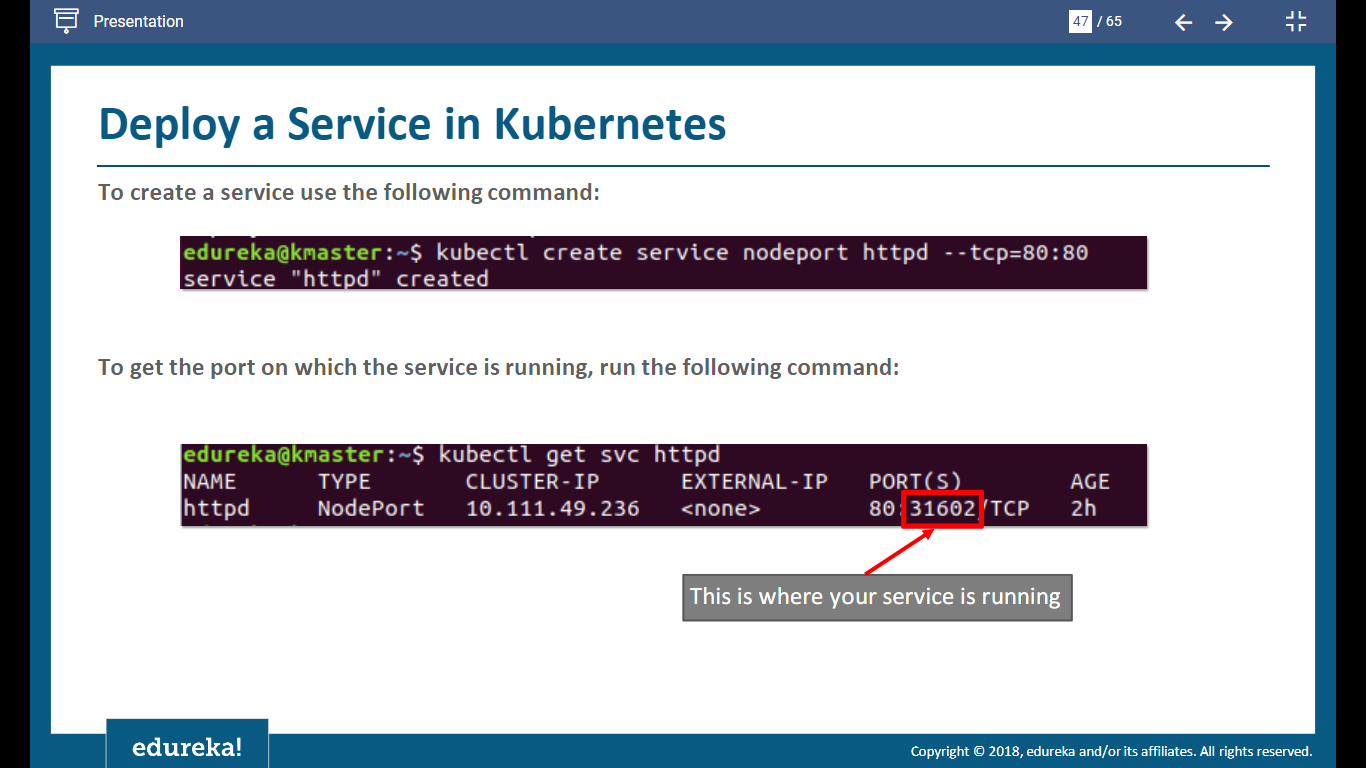 Presentation
47 / 65
Deploy a Service in Kubernetes
To create a service use the following command:
edureka@kmaster:~$ kubectl create service nodeport httpd --tcp=80:80
service "httpd" created
To get the port on which the service is running, run the following command:
edureka@kmaster:~$ kubectl get svc httpd
NAME TYPE CLUSTER-IP EXTERNAL-IP PORT(S) AGE
httpd NodePort 10.111.49.236 <none> 80:31602/TCP 2h
This is where your service is running
edureka!
Copyright © 2018, edureka and/or its affiliates. All rights reserved.